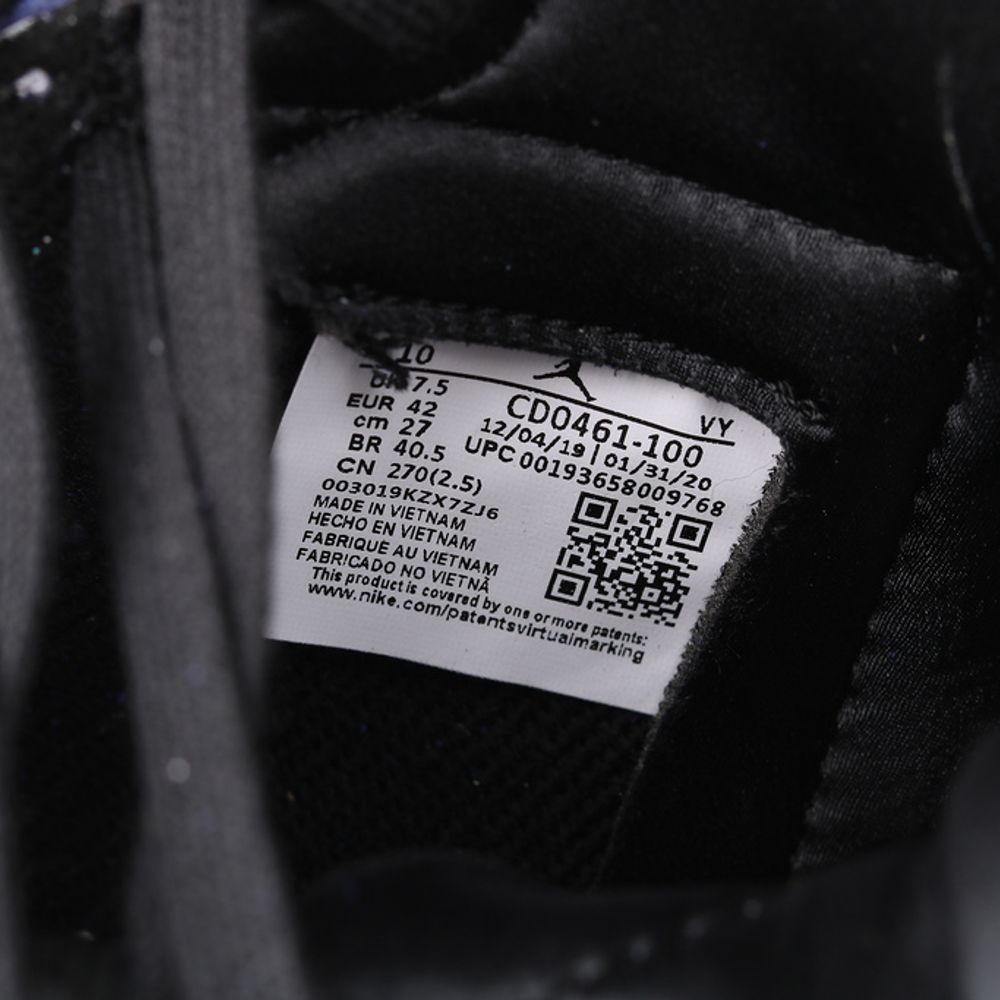 10
UK 7.5
EUR 42
cm 27
BR 40.5
CN 270(2.5)
VY
CD0461-100
12/04/19 | 01/31/20
UPC 00193658009768
003019KZX7ZJ6
MADE IN VIETNAM
HECHO EN VIETNAM
FABRIQUÉ AU VIETNAM
FABRICADO NO VIETNÃ
This product is covered by one or more patents:
www.nike.com/patentsvirtualmarking